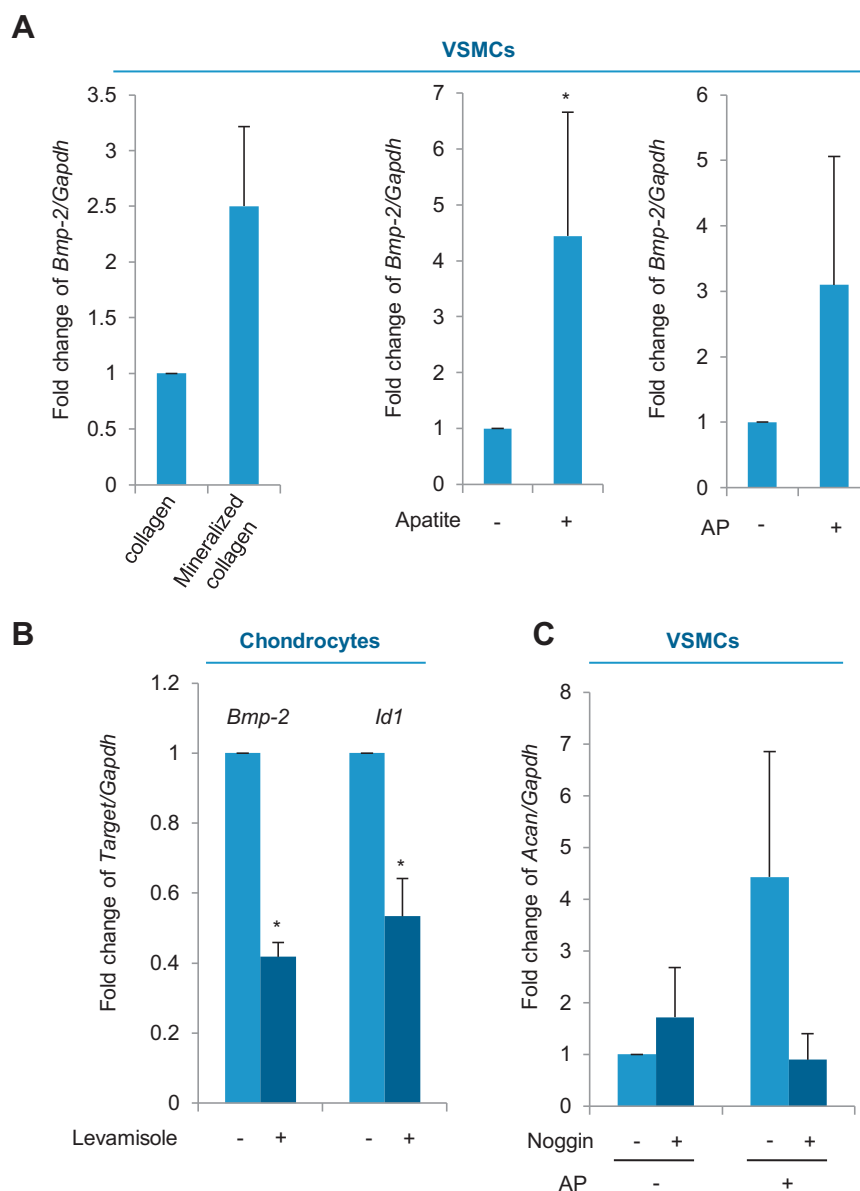 A
VSMCs
Fold change of Bmp-2/Gapdh
3.5
3
2.5
2
1.5
1
0.5
0
collagen
Mineralized collagen
Fold change of Bmp-2/Gapdh
7
6
5
4
3
2
1
0
*
Apatite - +
Fold change of Bmp-2/Gapdh
6
5
4
3
2
1
0
AP - +
B
Chondrocytes
Fold change of Target/Gapdh
1.2
1
0.8
0.6
0.4
0.2
0
Bmp-2 Id1
* *
Levamisole - + - +
C
VSMCs
Fold change of Acan/Gapdh
8
7
6
5
4
3
2
1
0
Noggin - + - +
AP - +